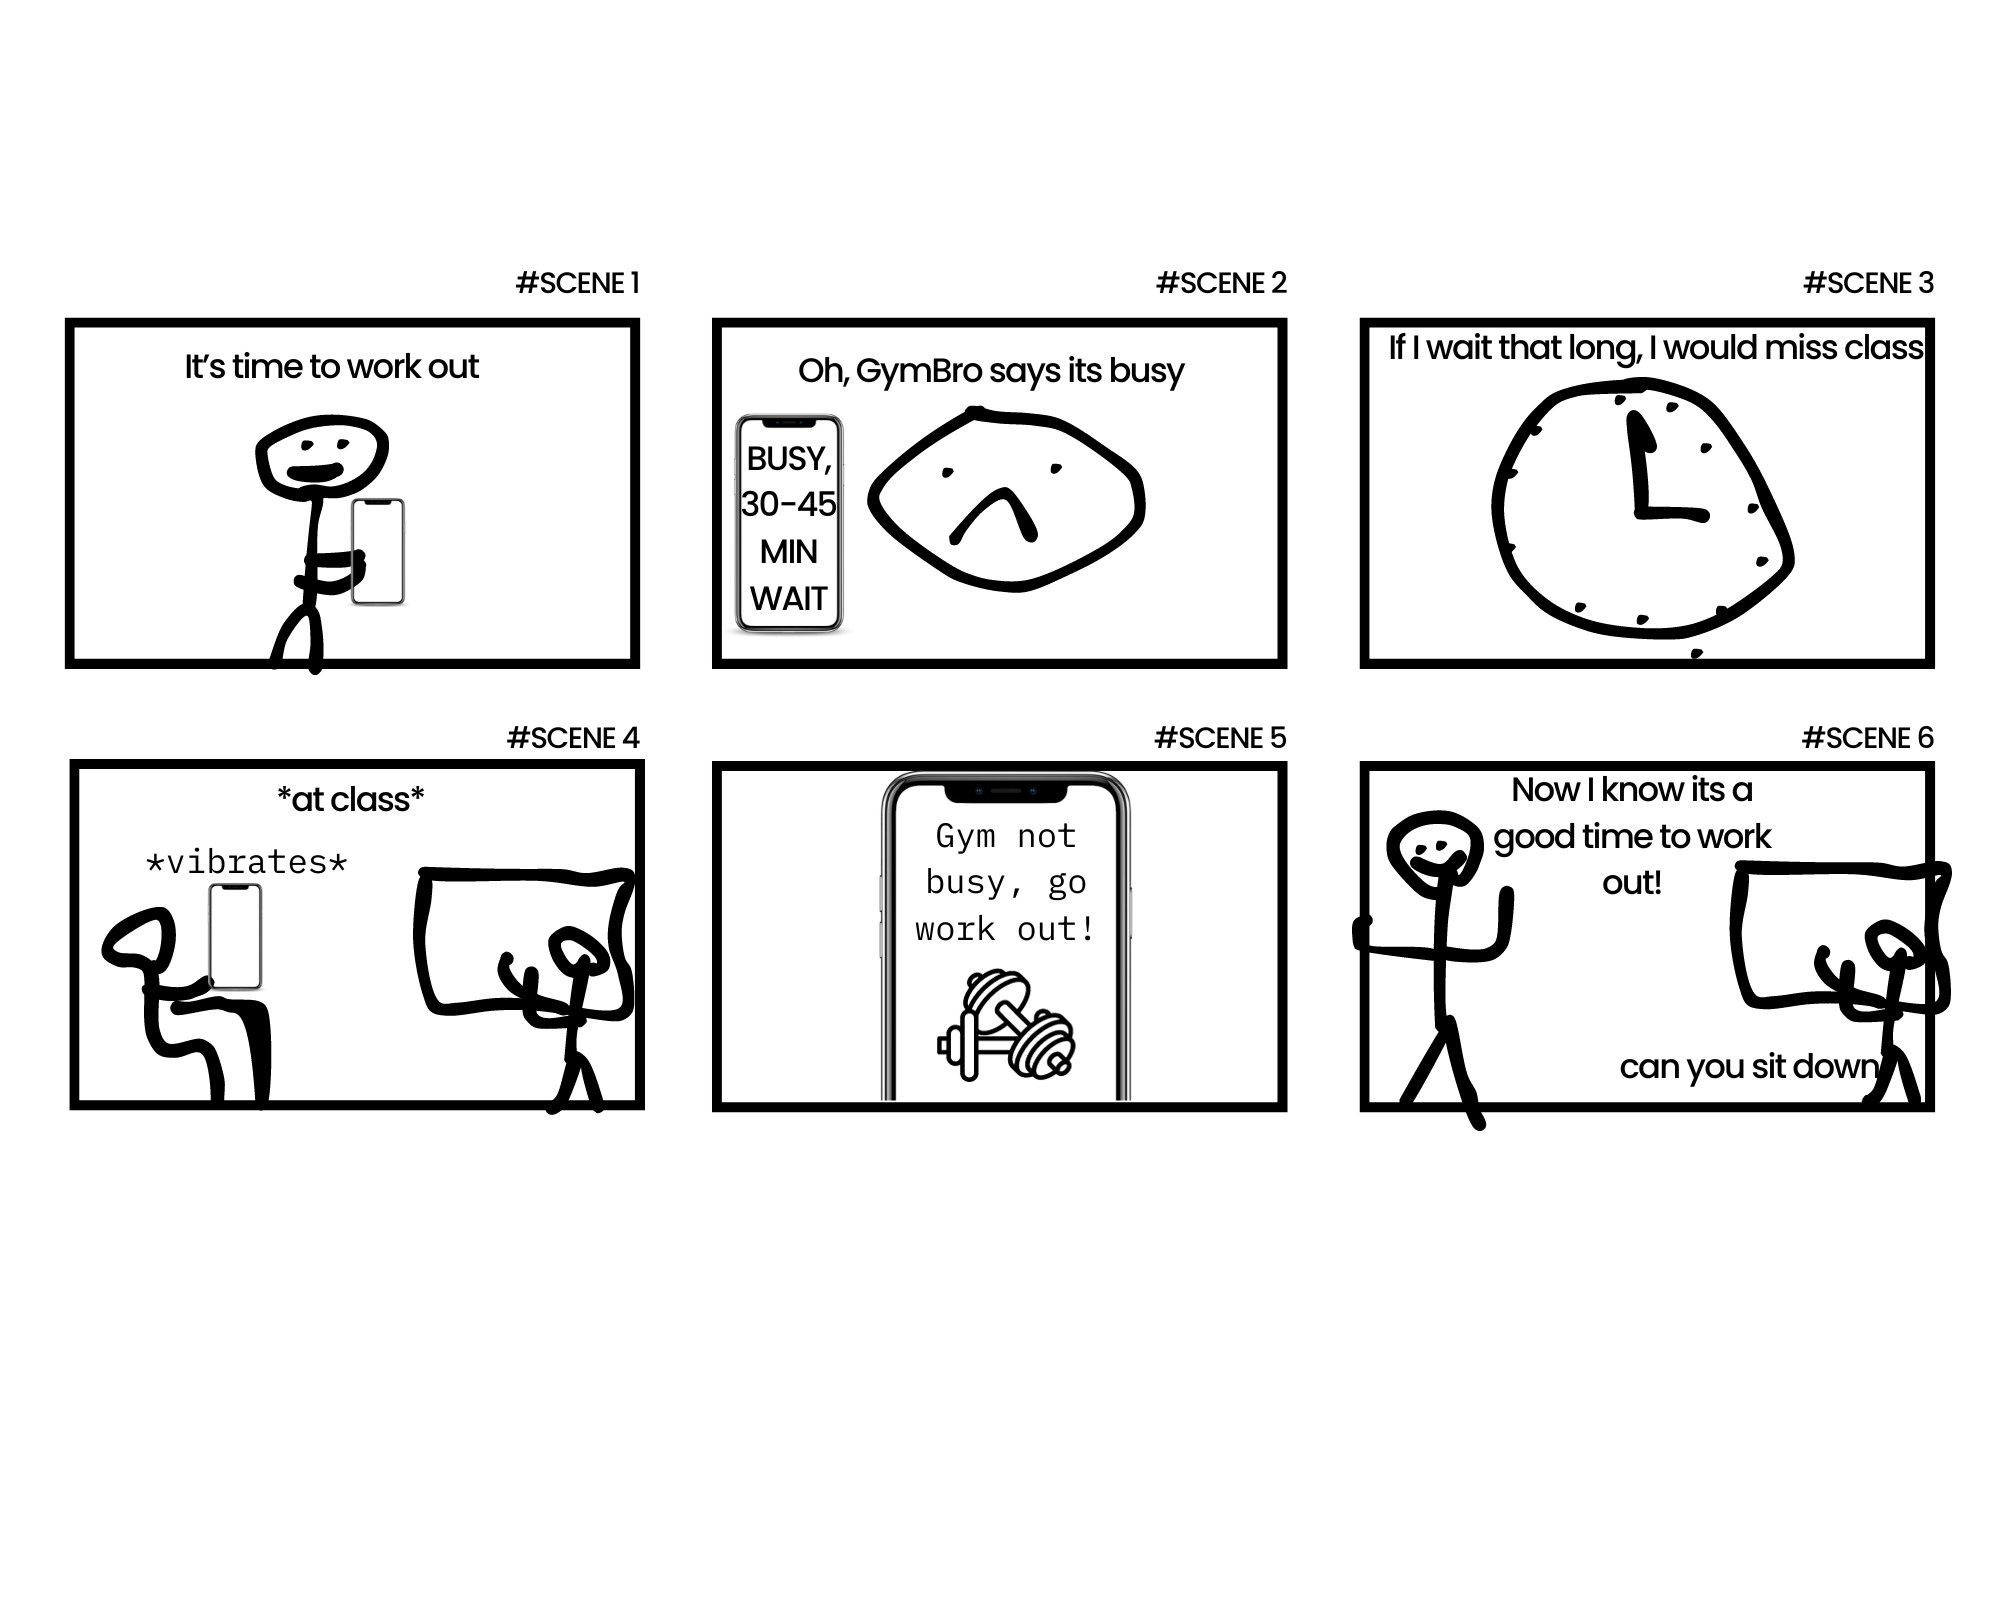 #SCENE 1
It's time to work out
#SCENE 2
Oh, GymBro says its busy
BUSY,
30-45
MIN
WAIT
#SCENE 3
If I wait that long, I would miss class
#SCENE 4
*at class*
*vibrates*
#SCENE 5
Gym not
busy, go
work out!
#SCENE 6
Now I know its a
good time to work
out!
can you sit down